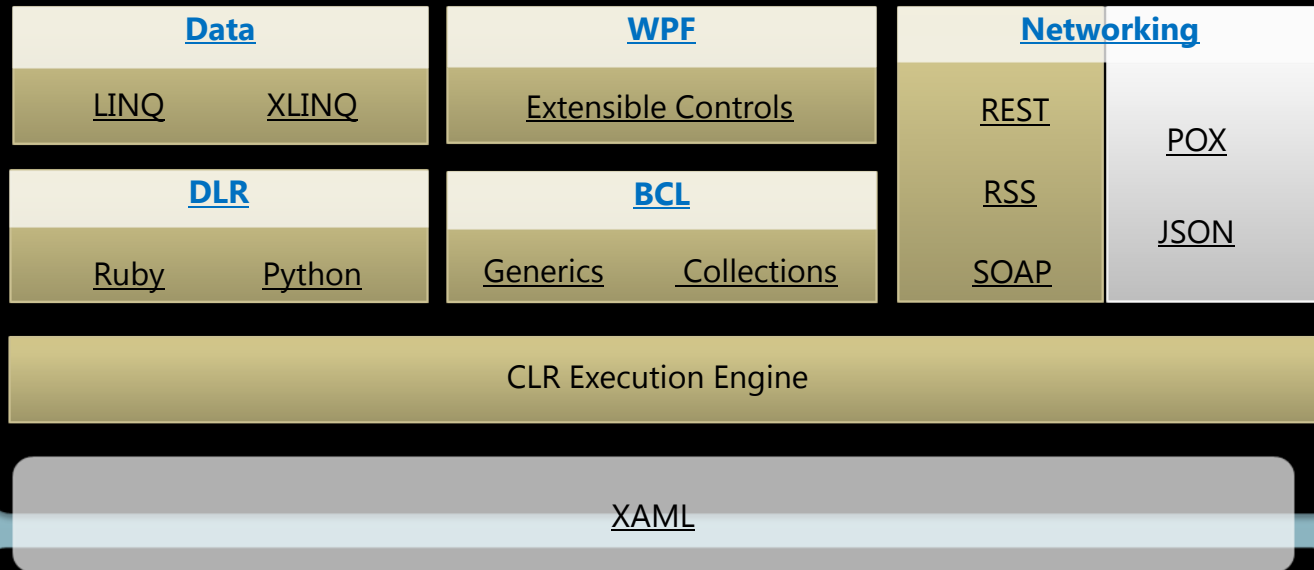 Data
LINQ XLINQ
WPF
Extensible Controls
Networking
REST
RSS
SOAP
POX
JSON
DLR
Ruby Python
BCL
Generics Collections
CLR Execution Engine
XAML